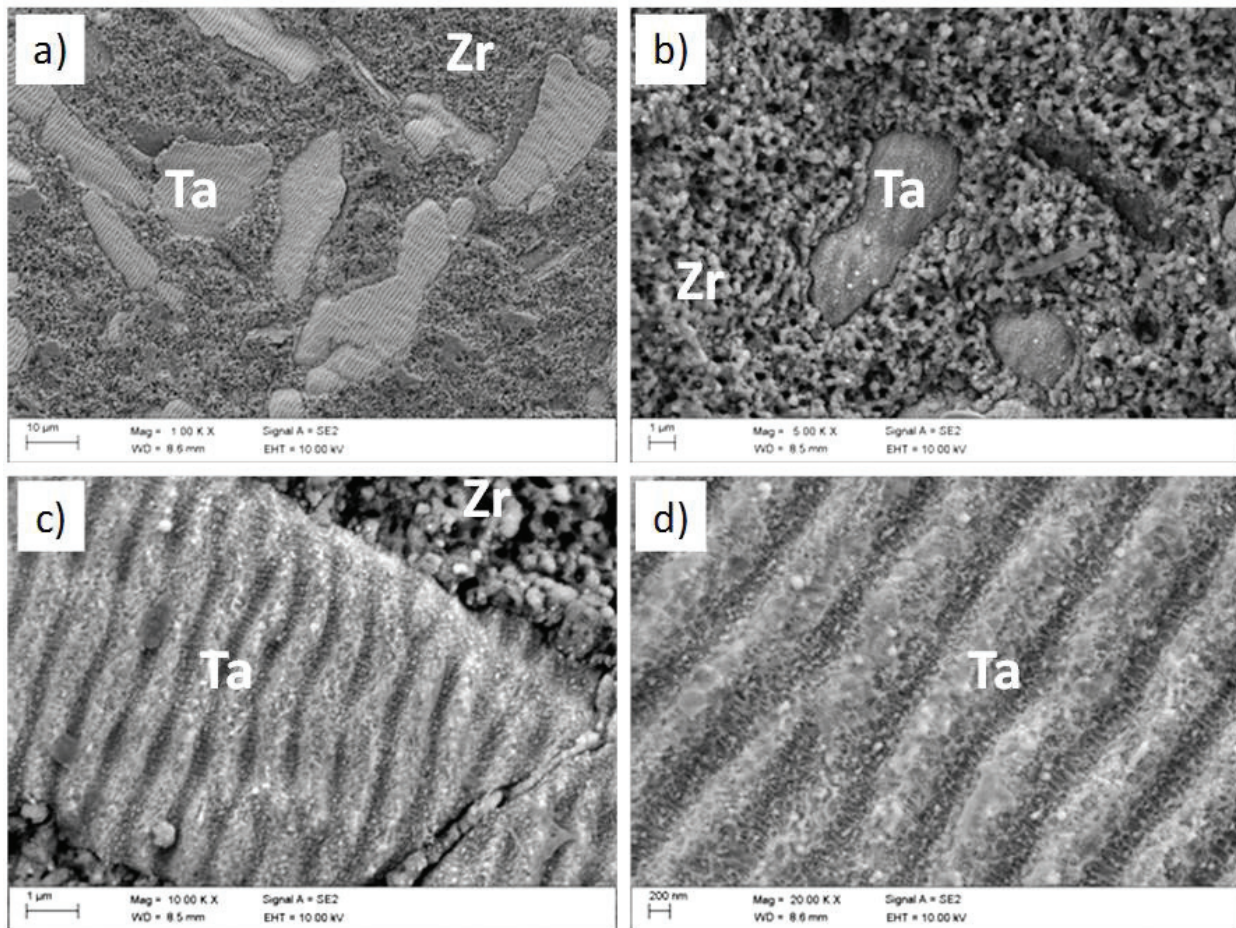 a)
Zr
Ta
10 µm
Mag = 1.00 K X
Signal A = SE2
WD = 8.6 mm
EHT = 10.00 kV
b)
Ta
Zr
1 µm
Mag = 5.00 K X
Signal A = SE2
WD = 8.5 mm
EHT = 10.00 kV
c)
Zr
Ta
1 µm
Mag = 10.00 K X
Signal A = SE2
WD = 8.5 mm
EHT = 10.00 kV
d)
Ta
200 nm
Mag = 20.00 K X
Signal A = SE2
WD = 8.6 mm
EHT = 10.00 kV